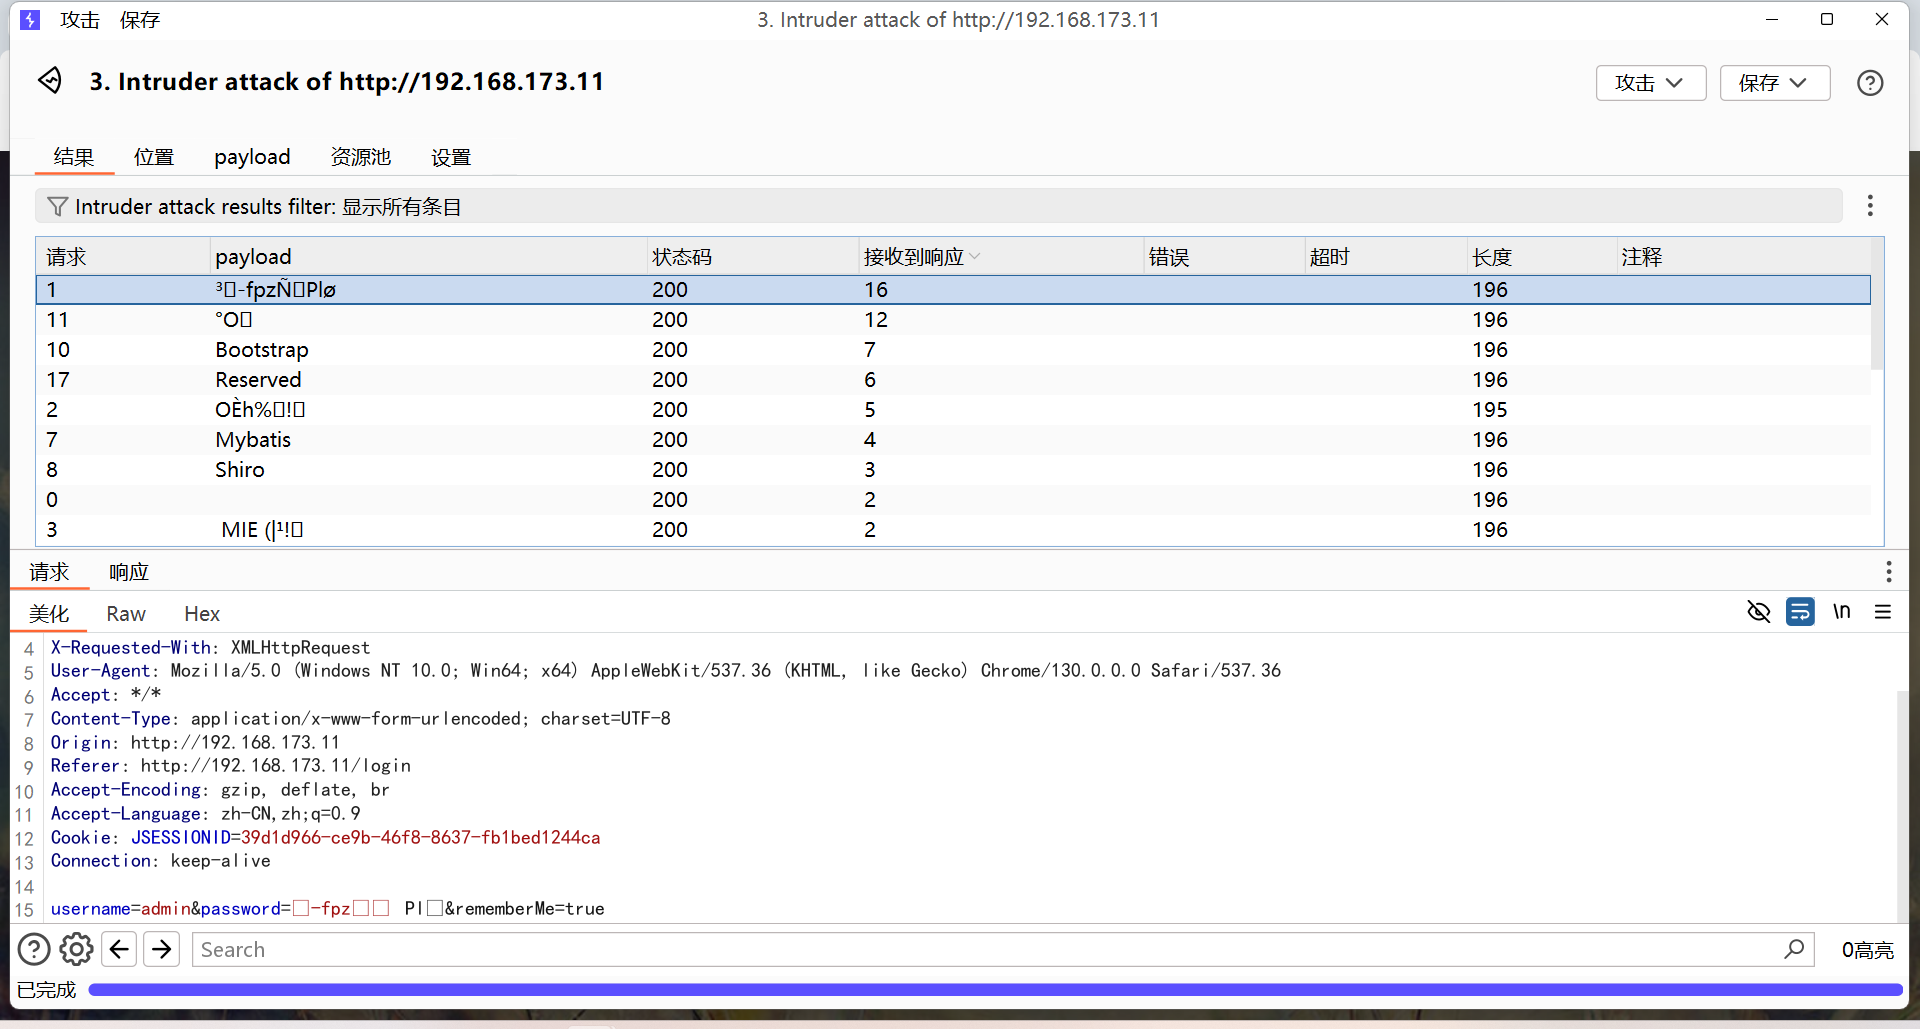 攻击 保存 3. Intruder attack of http://192.168.173.11
3. Intruder attack of http://192.168.173.11 攻击 保存
结果 位置 payload 资源池 设置
Intruder attack results filter: 显示所有条目
请求 payload 状态码 接收到响应 错误 超时 长度 注释
1 ³□-fpzÑ□Plø 200 16 196
11 °O□ 200 12 196
10 Bootstrap 200 7 196
17 Reserved 200 6 196
2 OÈh%□!□ 200 5 195
7 Mybatis 200 4 196
8 Shiro 200 3 196
0 200 2 196
3 MIE (|¹!□ 200 2 196
请求 响应
美化 Raw Hex \n
4 X-Requested-With: XMLHttpRequest
5 User-Agent: Mozilla/5.0 (Windows NT 10.0; Win64; x64) AppleWebKit/537.36 (KHTML, like Gecko) Chrome/130.0.0.0 Safari/537.36
6 Accept: */*
7 Content-Type: application/x-www-form-urlencoded; charset=UTF-8
8 Origin: http://192.168.173.11
9 Referer: http://192.168.173.11/login
10 Accept-Encoding: gzip, deflate, br
11 Accept-Language: zh-CN,zh;q=0.9
12 Cookie: JSESSIONID=39d1d966-ce9b-46f8-8637-fb1bed1244ca
13 Connection: keep-alive
14
15 username=admin&password=□-fpz□□ Pl□&rememberMe=true
Search 0高亮
已完成